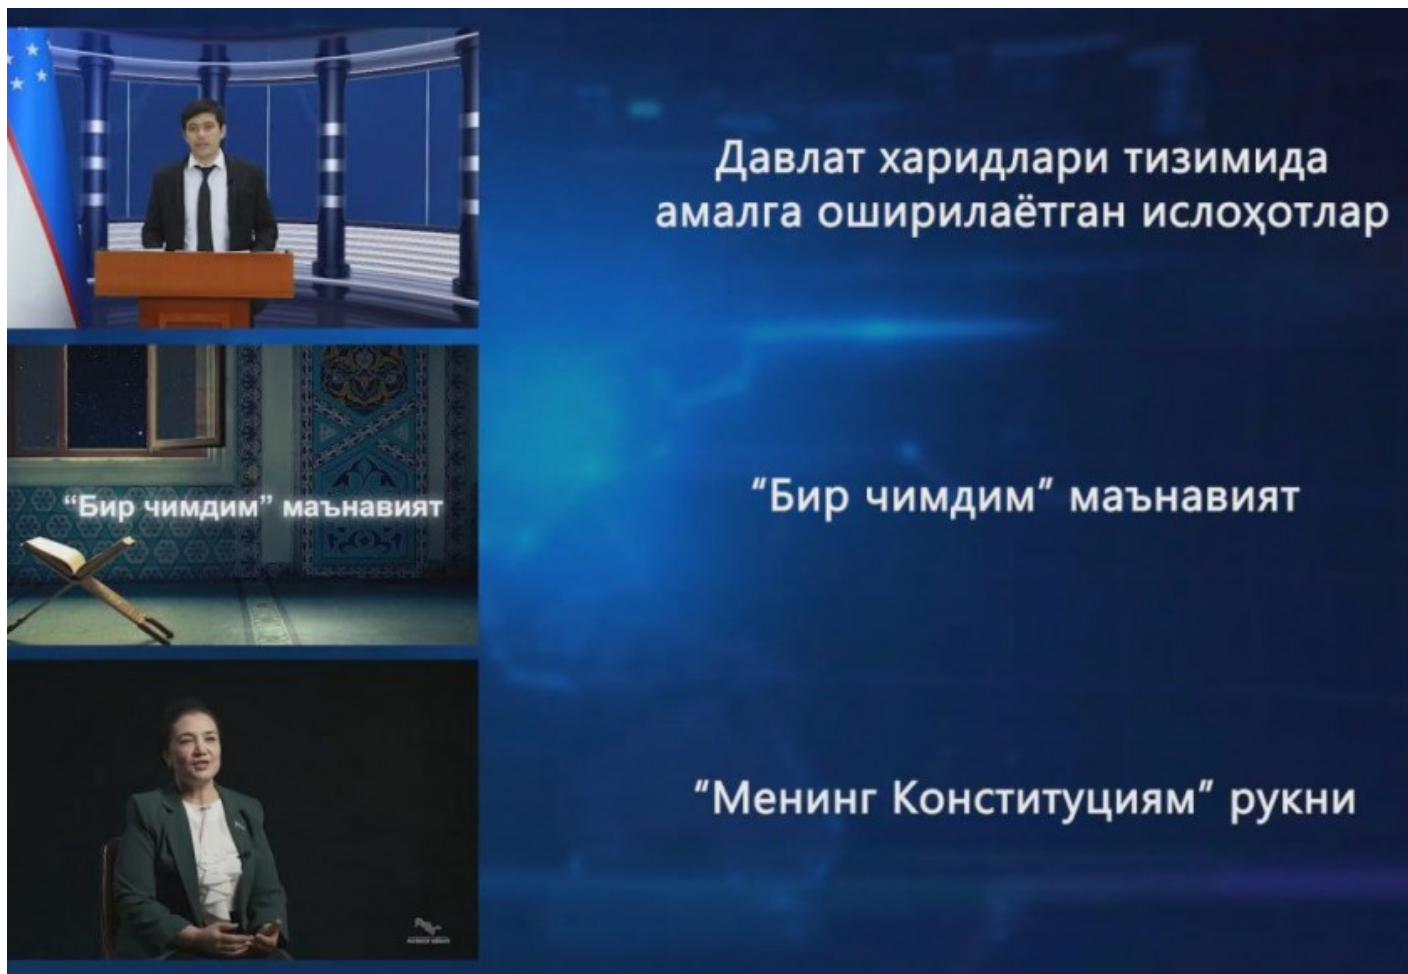 Давлат харидлари тизимида
амалга оширилаётган ислоҳотлар
“Бир чимдим” маънавият
“Бир чимдим” маънавият
“Менинг Конституциям” рукни